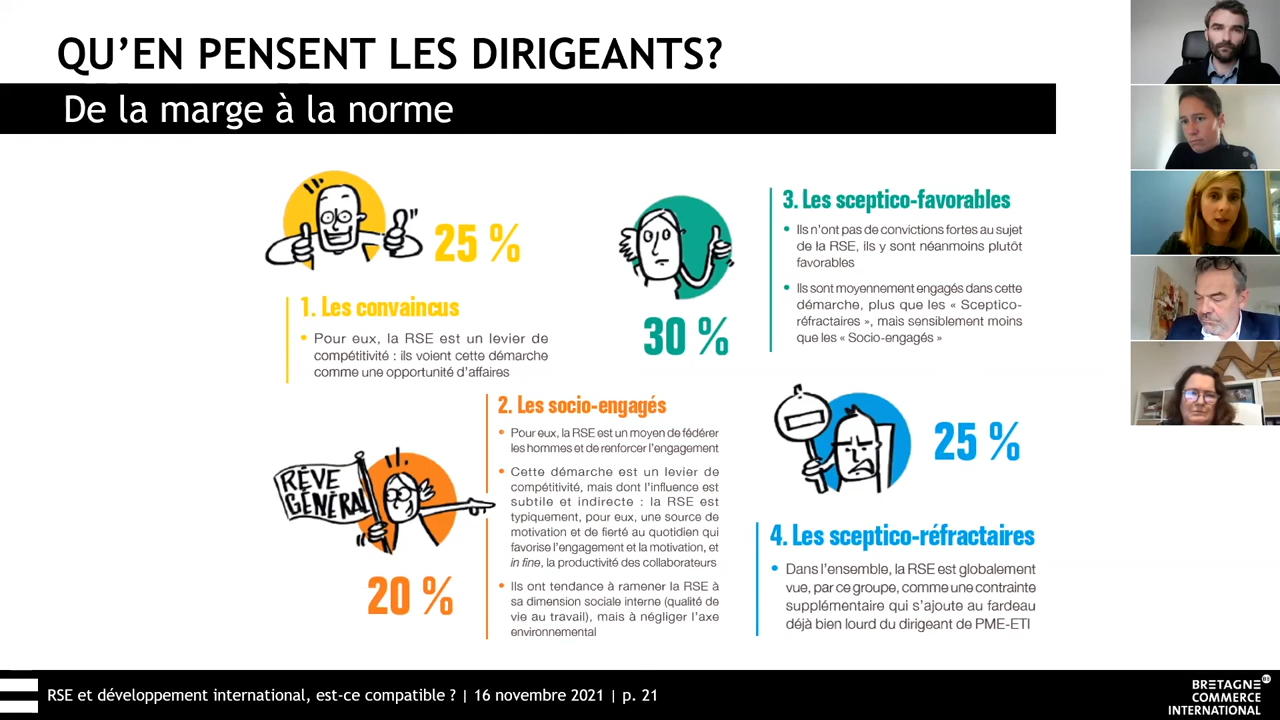 QU’EN PENSENT LES DIRIGEANTS?
De la marge à la norme
25 %
1. Les convaincus
• Pour eux, la RSE est un levier de
compétitivité : ils voient cette démarche
comme une opportunité d’affaires
RÊVE
GÉNÉRAL
20 %
2. Les socio-engagés
• Pour eux, la RSE est un moyen de fédérer
les hommes et de renforcer l’engagement
• Cette démarche est un levier de
compétitivité, mais dont l’influence est
subtile et indirecte : la RSE est
typiquement, pour eux, une source de
motivation et de fierté au quotidien qui
favorise l’engagement et la motivation, et
in fine, la productivité des collaborateurs
• Ils ont tendance à ramener la RSE à
sa dimension sociale interne (qualité de
vie au travail), mais à négliger l’axe
environnemental
30 %
3. Les sceptico-favorables
• Ils n’ont pas de convictions fortes au sujet
de la RSE, ils y sont néanmoins plutôt
favorables
• Ils sont moyennement engagés dans cette
démarche, plus que les « Sceptico-
réfractaires », mais sensiblement moins
que les « Socio-engagés »
25 %
4. Les sceptico-réfractaires
• Dans l’ensemble, la RSE est globalement
vue, par ce groupe, comme une contrainte
supplémentaire qui s’ajoute au fardeau
déjà bien lourd du dirigeant de PME-ETI
RSE et développement international, est-ce compatible ? | 16 novembre 2021 | p. 21
BRETAGNE
COMMERCE
INTERNATIONAL